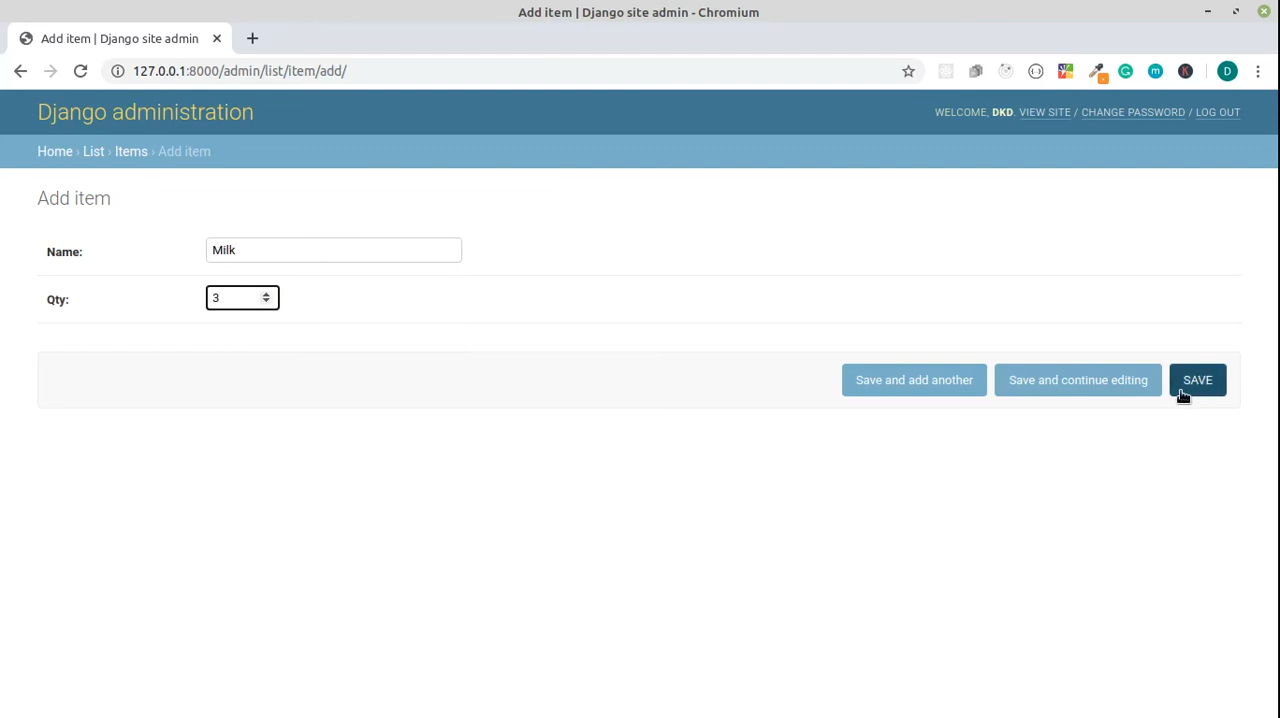 Add item | Django site admin - Chromium
Add item | Django site admin
127.0.0.1:8000/admin/list/item/add/
D
Django administration
WELCOME, DKD. VIEW SITE / CHANGE PASSWORD / LOG OUT
Home › List › Items › Add item
Add item
Name: Milk
Qty: 3
Save and add another Save and continue editing SAVE